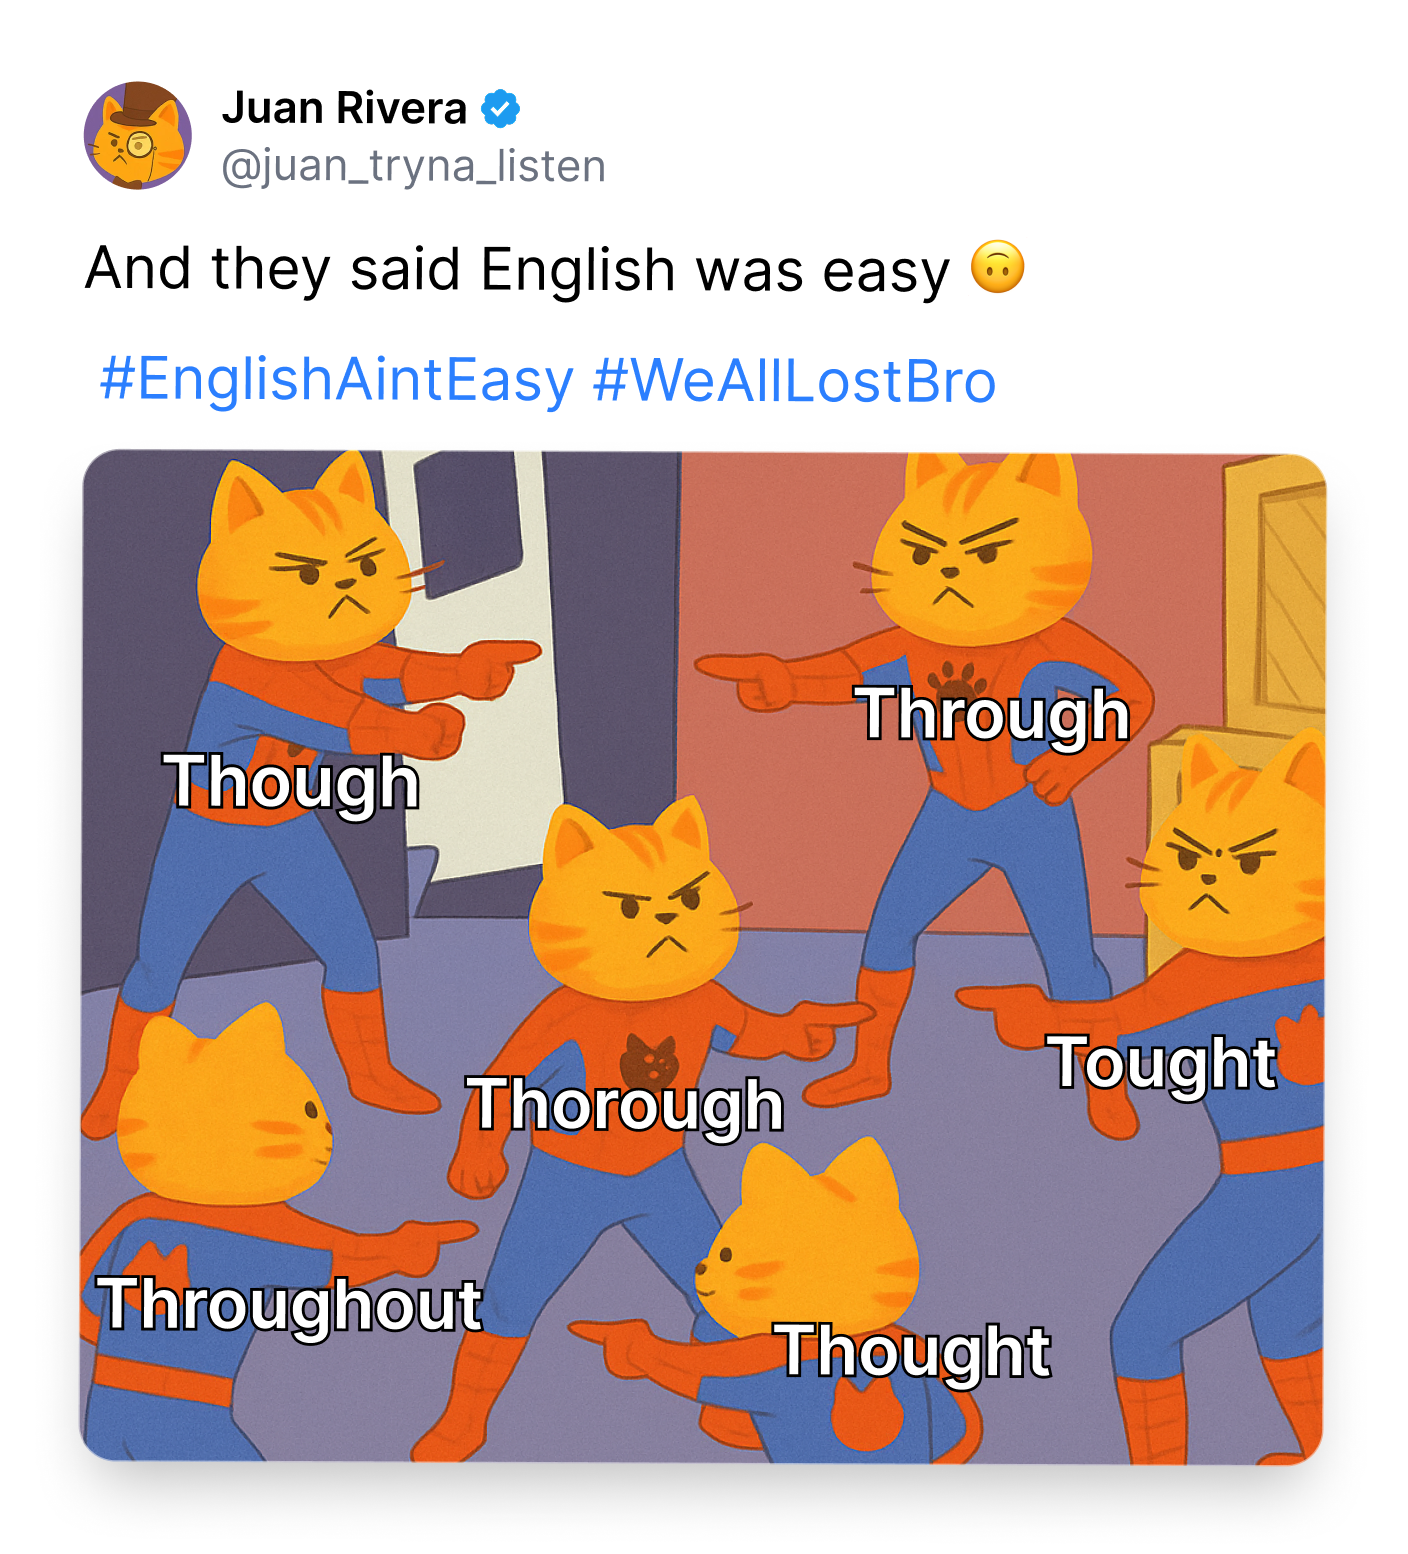 Juan Rivera
@juan_tryna_listen
And they said English was easy 🙃
#EnglishAintEasy #WeAllLostBro
Through
Though
Tought
Thorough
Throughout
Thought